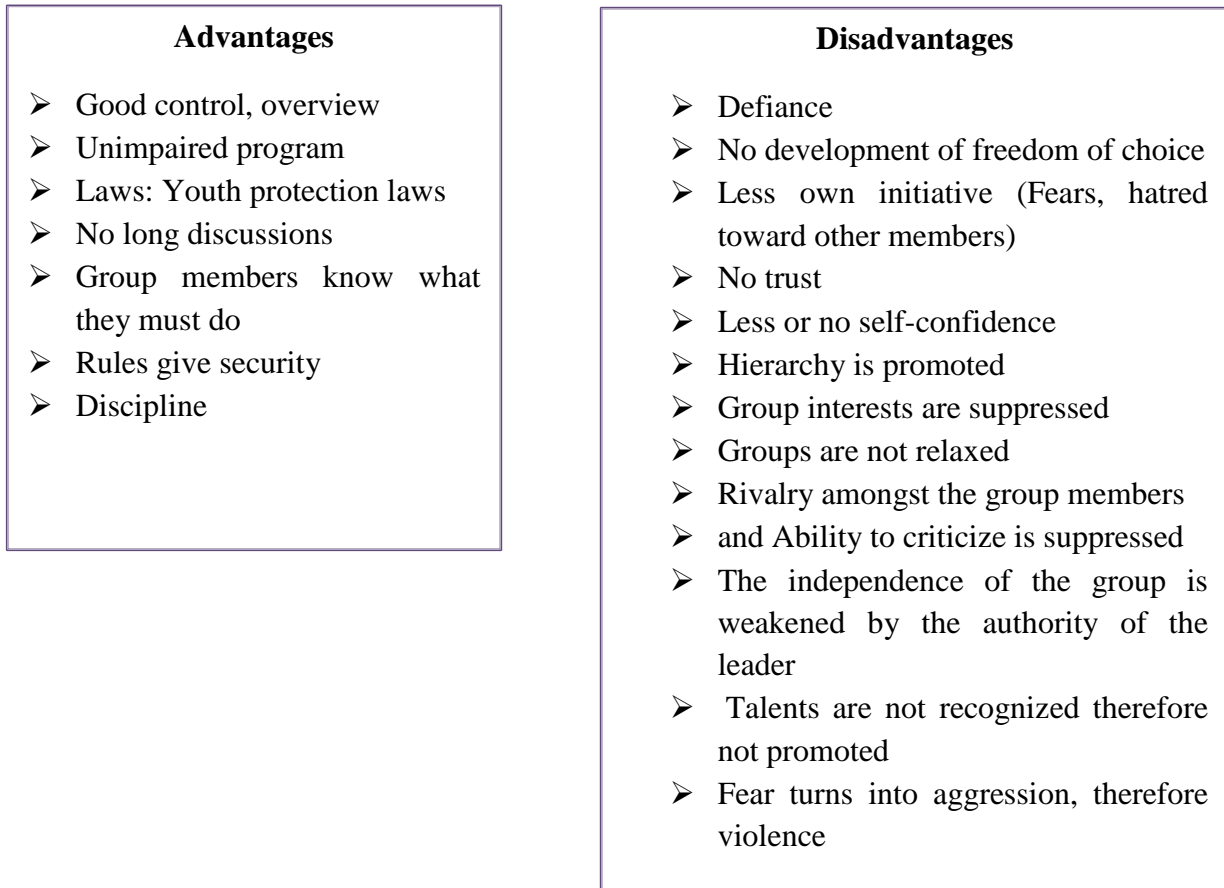 Advantages
➢ Good control, overview
➢ Unimpaired program
➢ Laws: Youth protection laws
➢ No long discussions
➢ Group members know what
they must do
➢ Rules give security
➢ Discipline
Disadvantages
➢ Defiance
➢ No development of freedom of choice
➢ Less own initiative (Fears, hatred
toward other members)
➢ No trust
➢ Less or no self-confidence
➢ Hierarchy is promoted
➢ Group interests are suppressed
➢ Groups are not relaxed
➢ Rivalry amongst the group members
➢ and Ability to criticize is suppressed
➢ The independence of the group is
weakened by the authority of the
leader
➢ Talents are not recognized therefore
not promoted
➢ Fear turns into aggression, therefore
violence